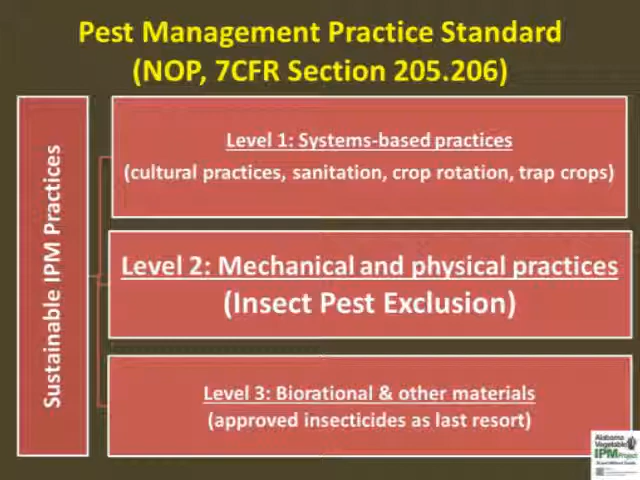 Pest Management Practice Standard
(NOP, 7CFR Section 205.206)
Sustainable IPM Practices
Level 1: Systems-based practices
(cultural practices, sanitation, crop rotation, trap crops)
Level 2: Mechanical and physical practices
(Insect Pest Exclusion)
Level 3: Biorational & other materials
(approved insecticides as last resort)
Alabama
Vegetable
IPM Project